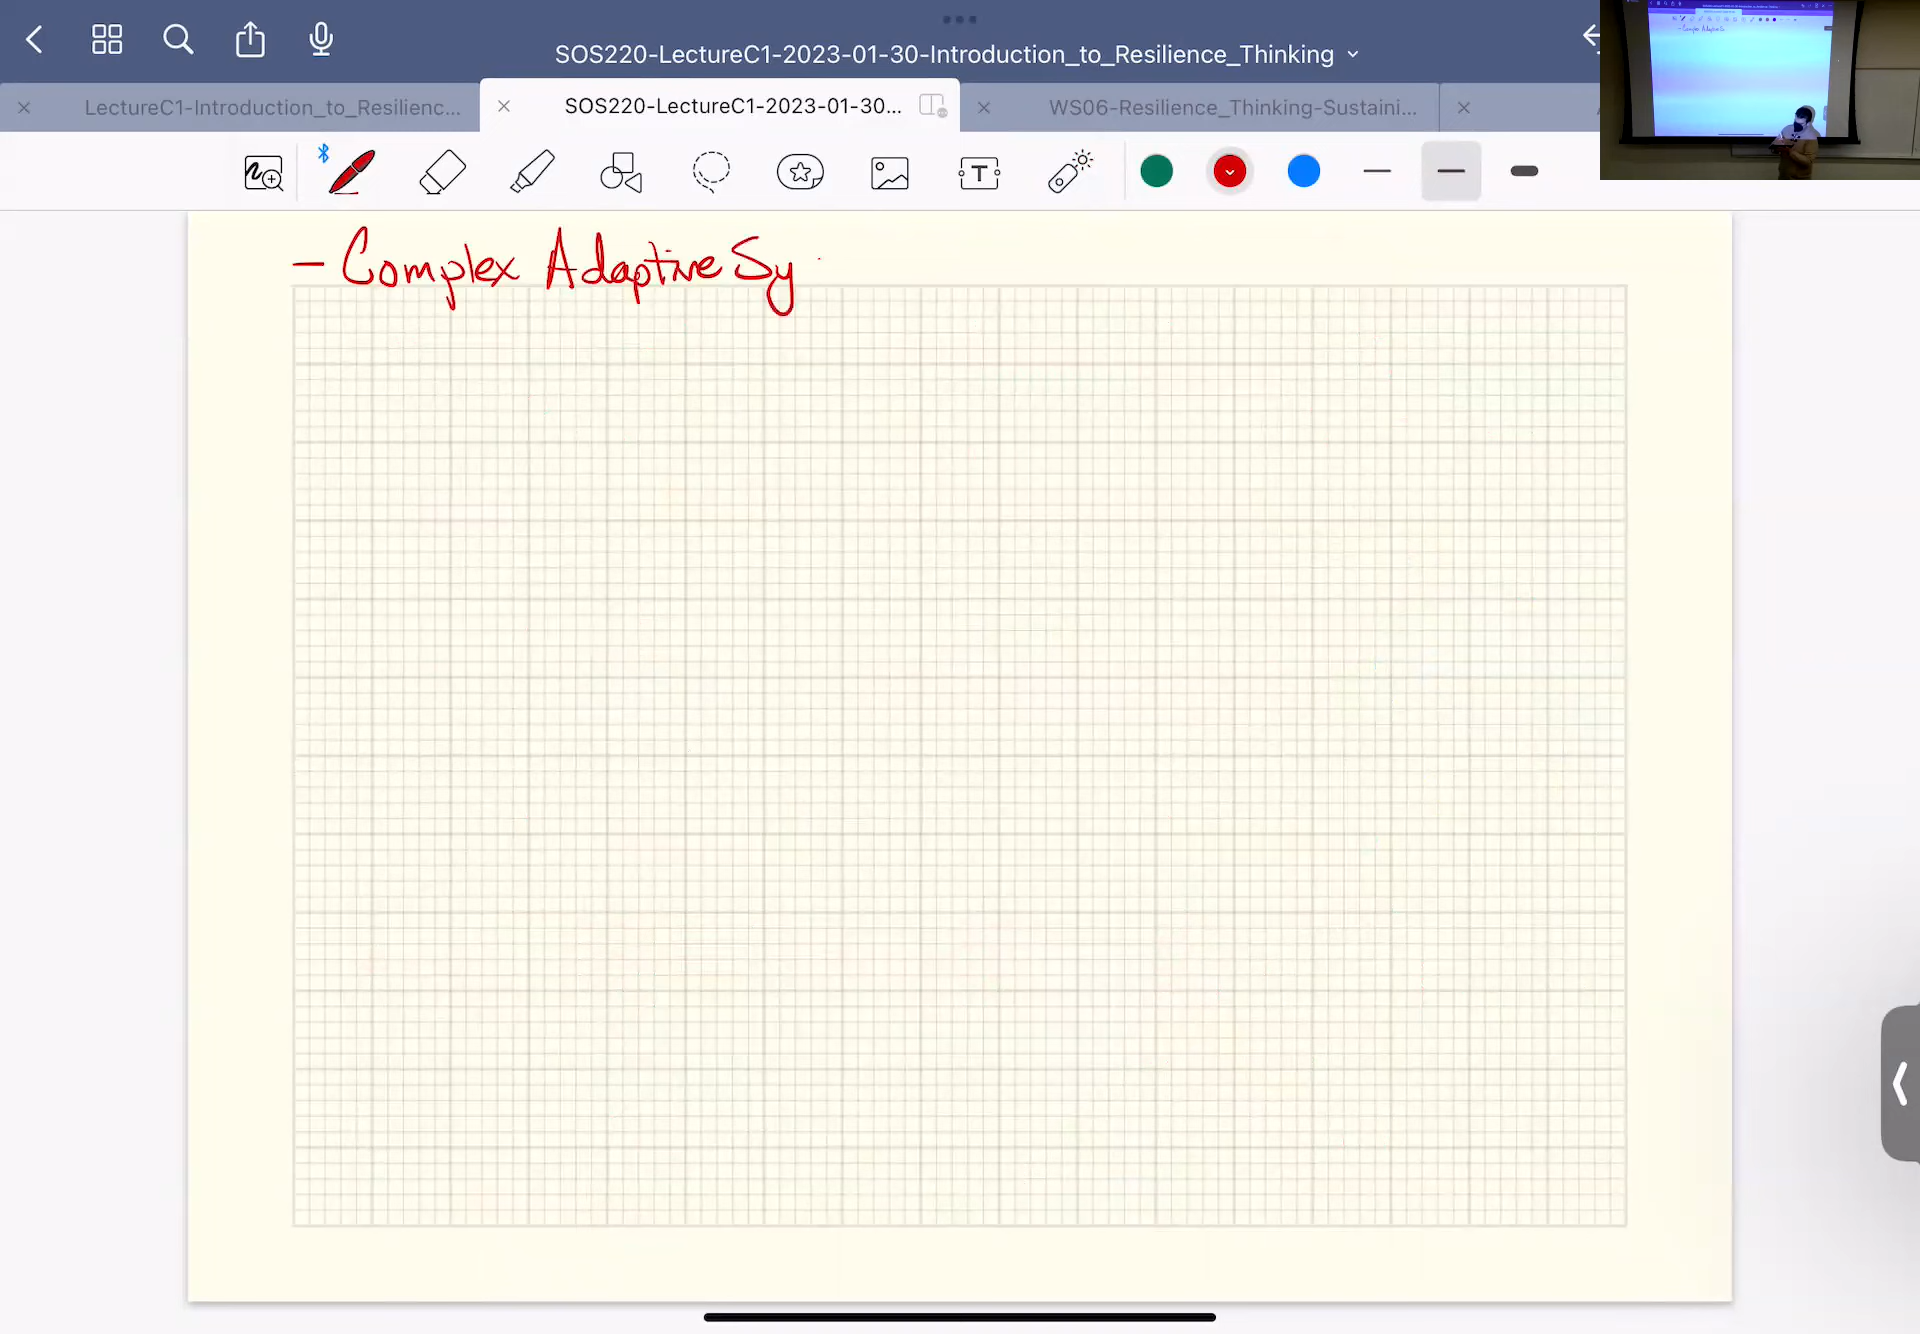 SOS220-LectureC1-2023-01-30-Introduction_to_Resilience_Thinking
LectureC1-Introduction_to_Resilienc...
SOS220-LectureC1-2023-01-30...
WS06-Resilience_Thinking-Sustaini...
T
- Complex Adaptive Sy